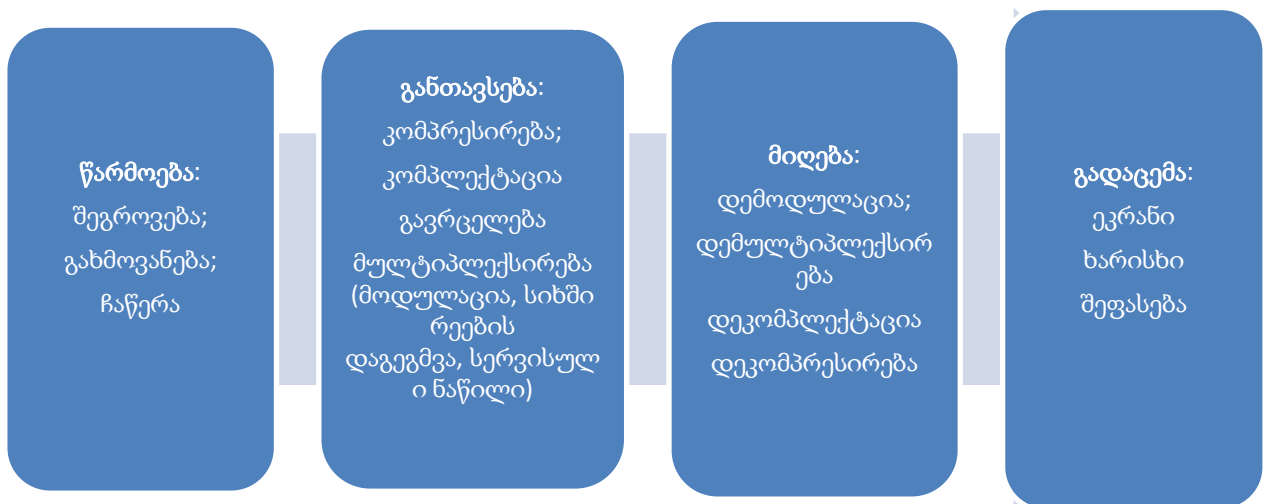 წარმოება:
შეგროვება;
გახმოვანება;
ჩაწერა
განთავსება:
კომპრესირება;
კომპლექტაცია
გავრცელება
მულტიპლექსირება
(მოდულაცია, სიხში
რეების
დაგეგმვა, სერვისულ
ი ნაწილი)
მიღება:
დემოდულაცია;
დემულტიპლექსირ
ება
დეკომპლექტაცია
დეკომპრესირება
გადაცემა:
ეკრანი
ხარისხი
შეფასება